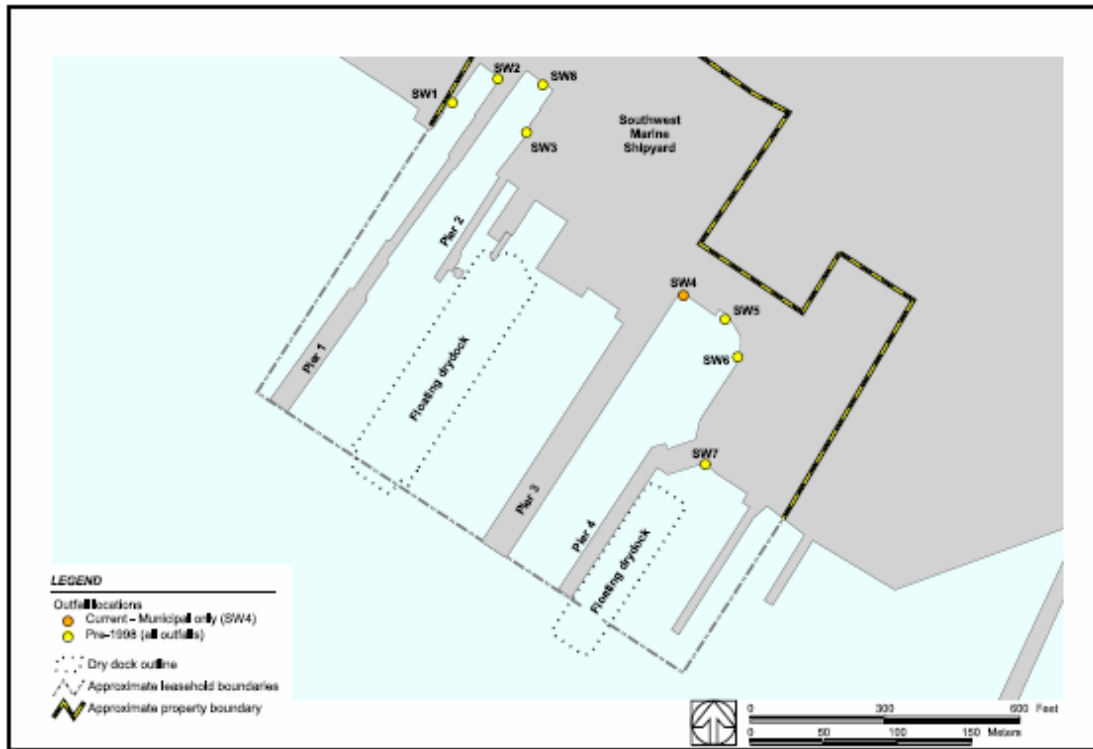 SW2
SW8
SW1
SW3
Southwest
Marine
Shipyard
Pier 2
SW4
SW5
SW6
Pier 1
Floating drydock
SW7
Pier 3
Pier 4
Floating drydock
LEGEND
Outfall locations
Current – Municipal only (SW4)
Pre-1998 (all outfalls)
Dry dock outline
Approximate leasehold boundaries
Approximate property boundary
0 300 600 Feet
0 50 100 150 Meters